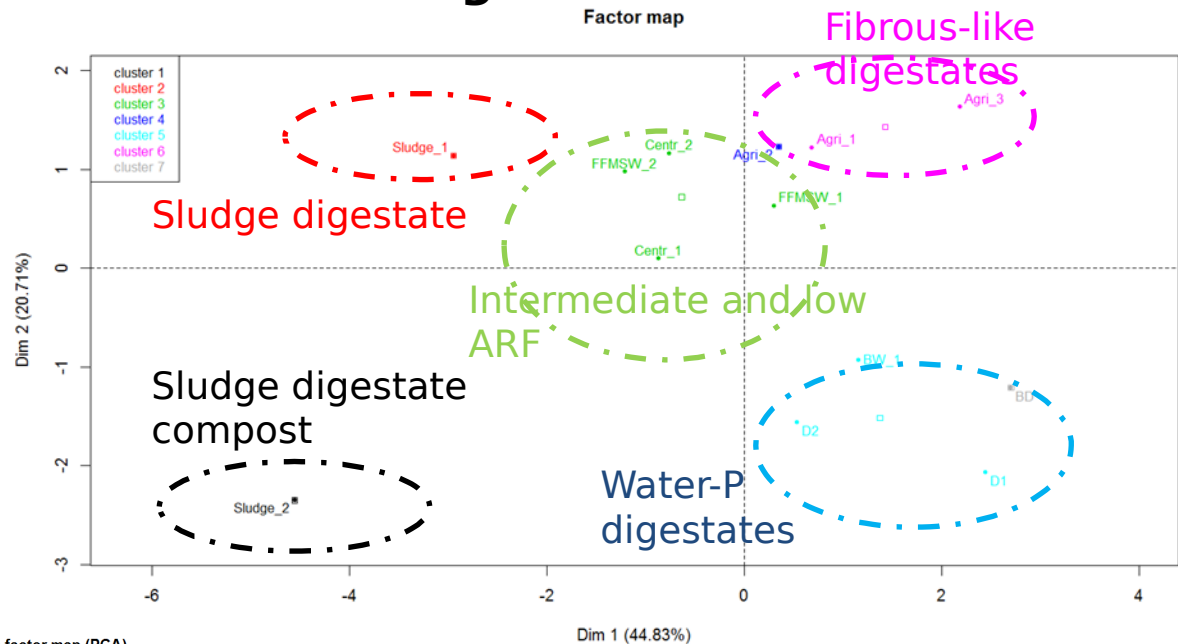 Factor map
Fibrous-like
digestates
cluster 1
cluster 2
cluster 3
cluster 4
cluster 5
cluster 6
cluster 7
2
1
0
-1
-2
-3
Dim 2 (20.71%)
Sludge_1
Centr_2
FFMSW_2
Agri_3
Agri_1
Agri_2
FFMSW_1
Centr_1
Sludge digestate
Intermediate and low
ARF
BW_1
BD
D2
D1
Sludge digestate
compost
Sludge_2
Water-P
digestates
-6
-4
-2
0
2
4
Dim 1 (44.83%)
factor map (PCA)